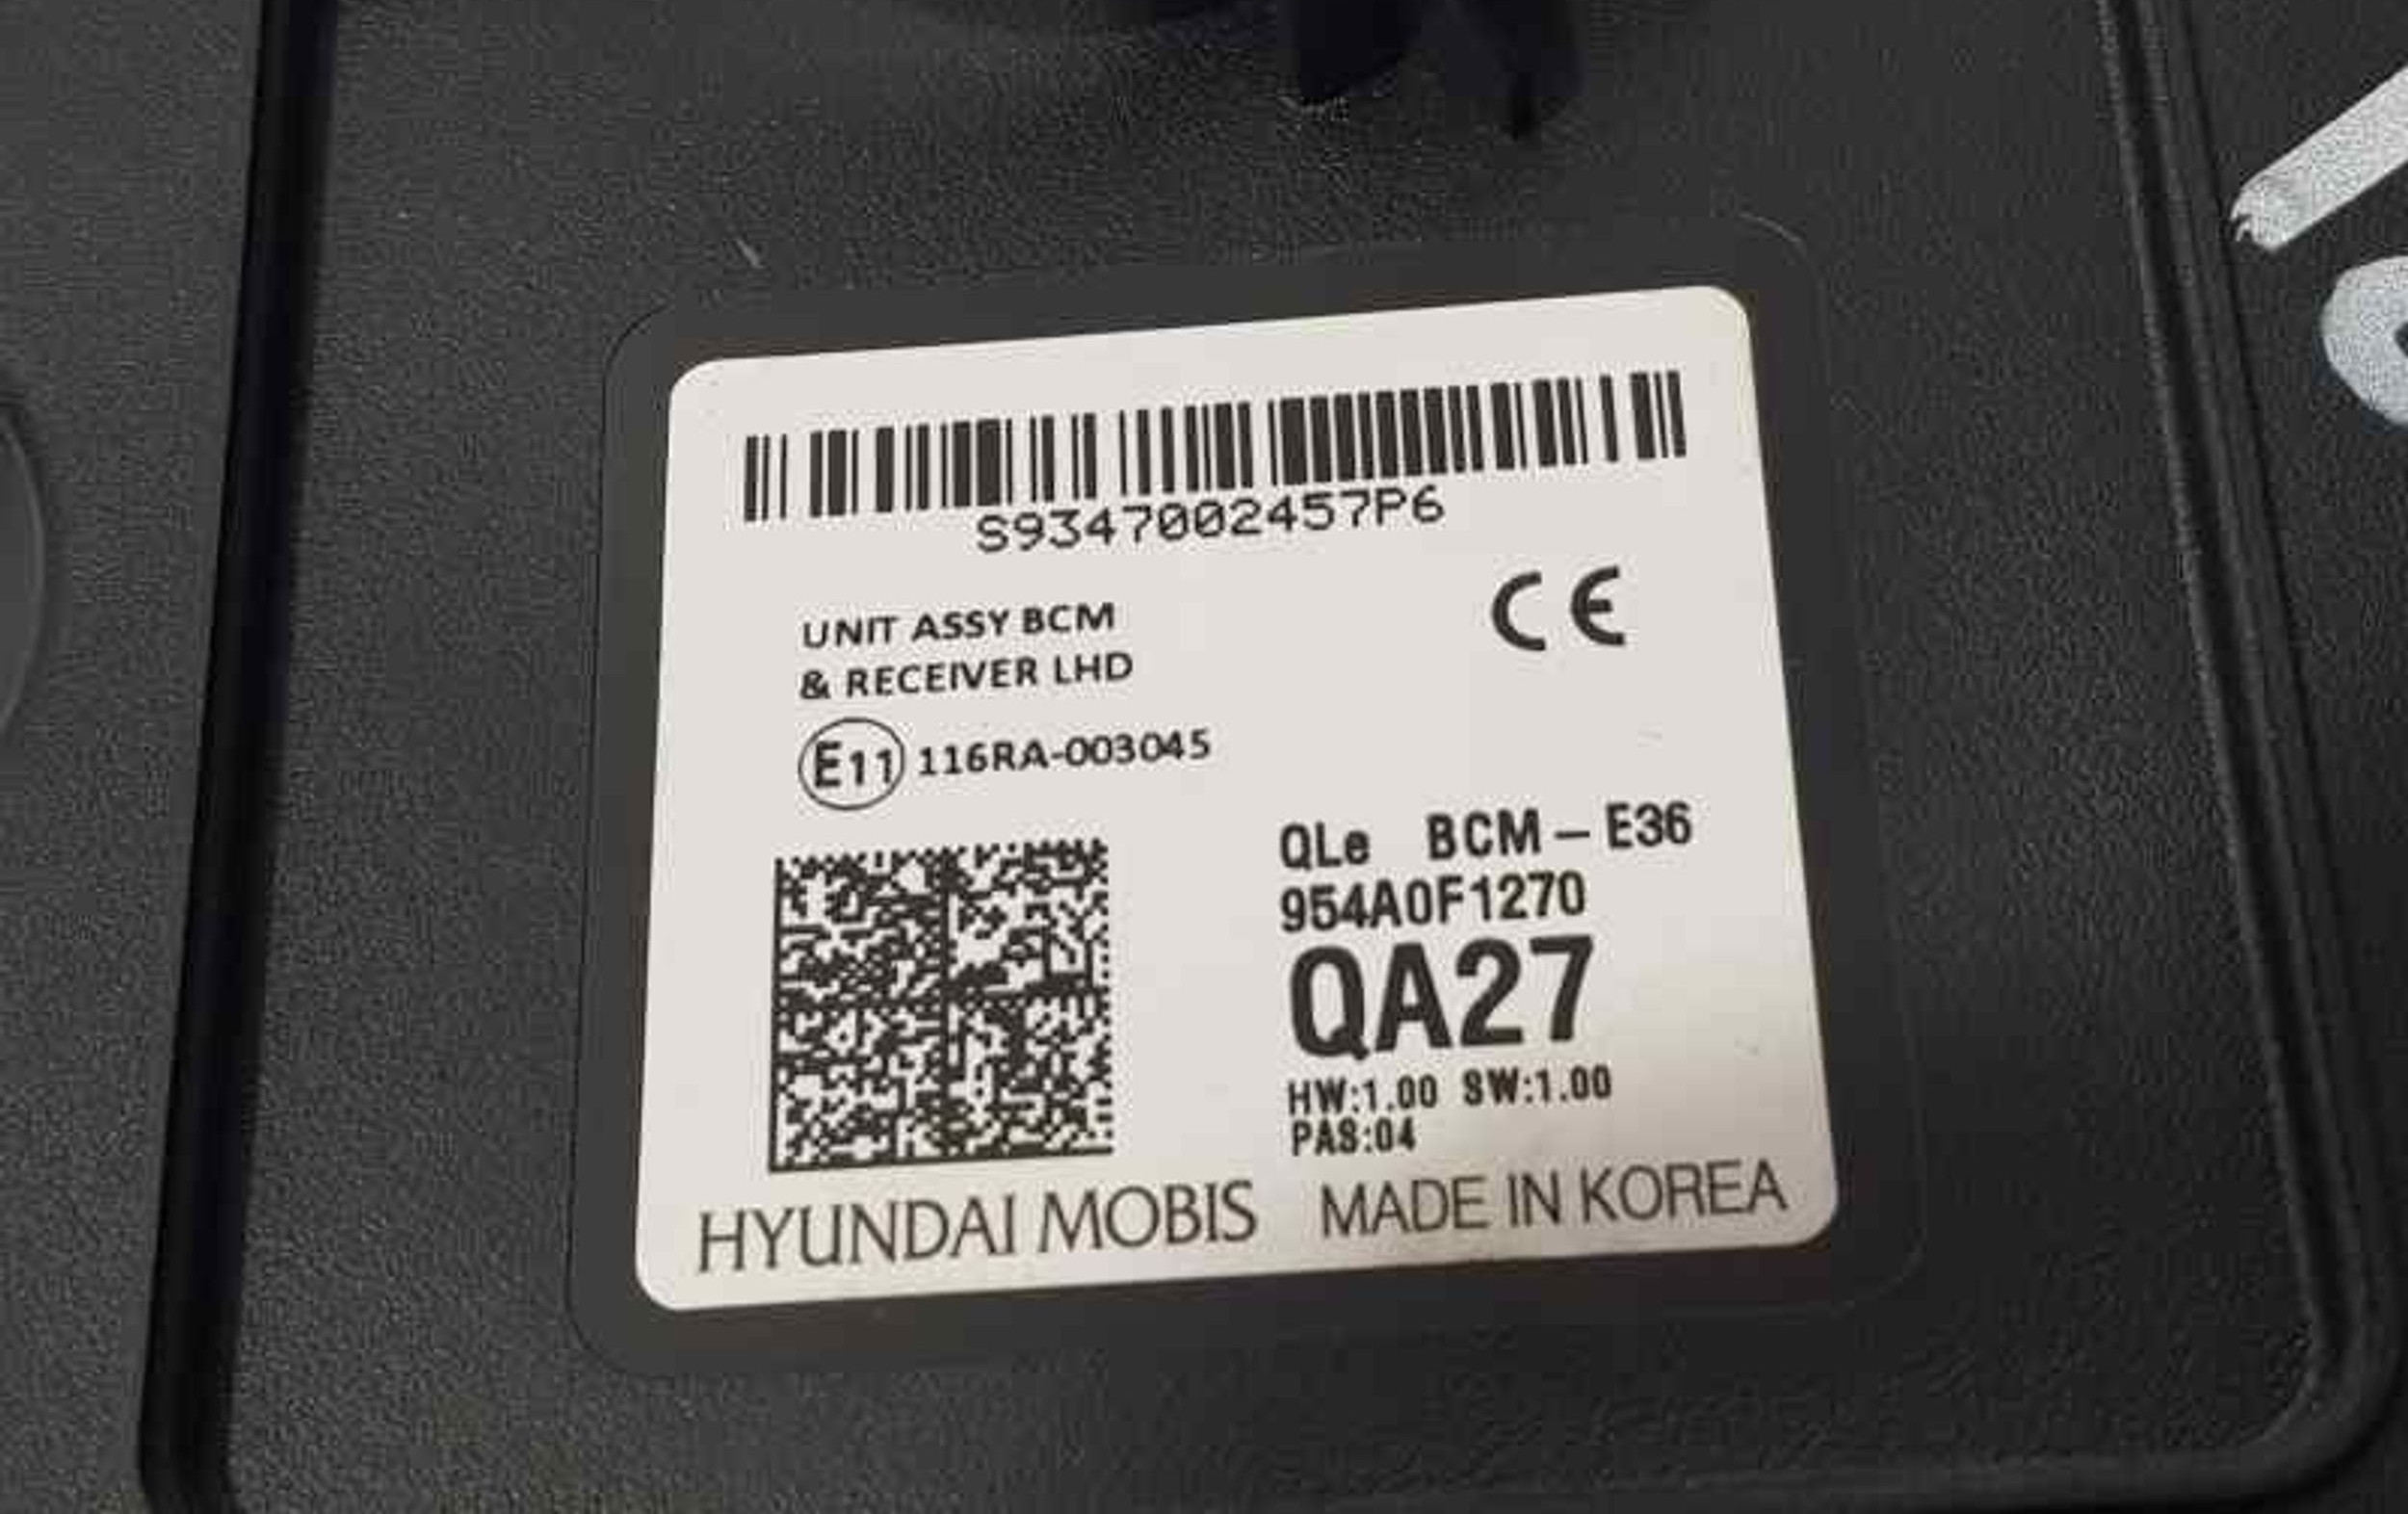 S9347002457P6
CE
UNIT ASSY BCM
& RECEIVER LHD
E11 116RA-003045
QLe BCM-E36
954A0F1270
QA27
HW:1.00 SW:1.00
PAS:04
HYUNDAI MOBIS MADE IN KOREA